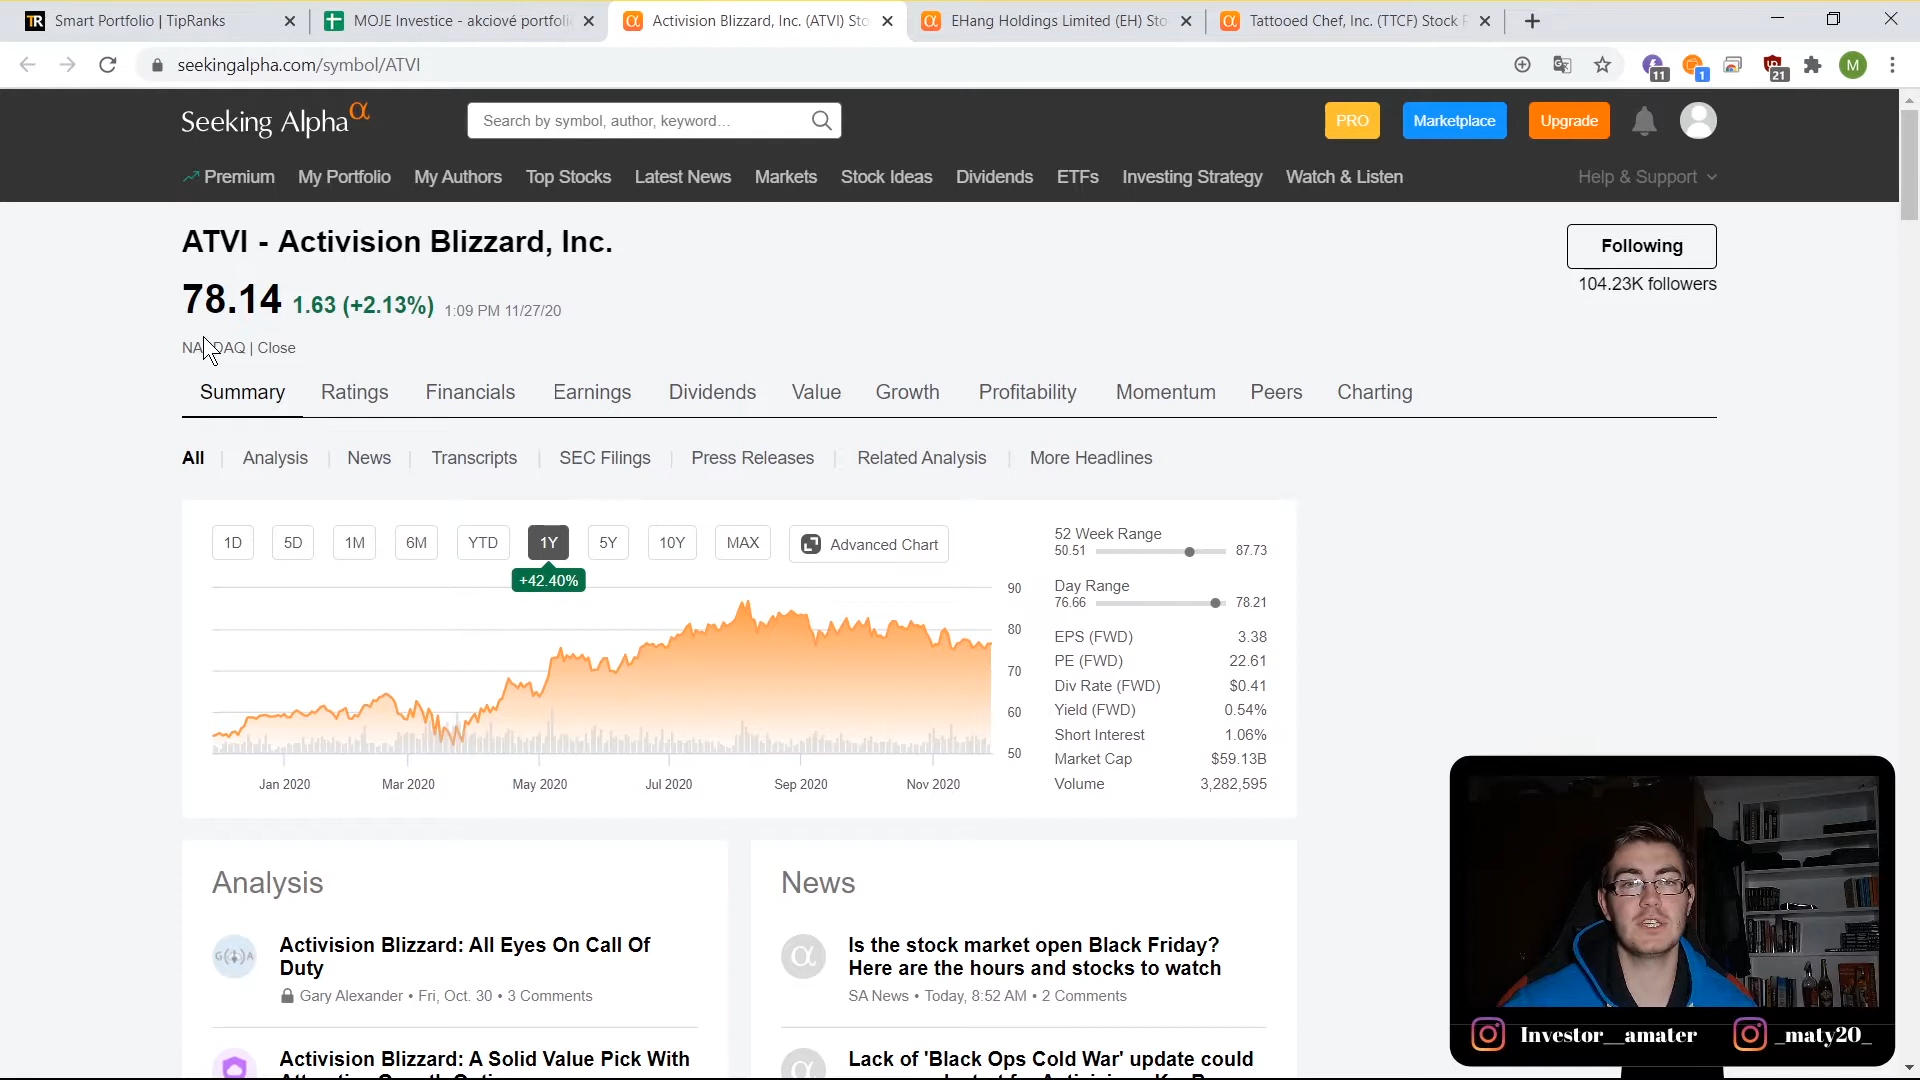 TR Smart Portfolio | TipRanks
MOJE Investice - akciové portfoli
Activision Blizzard, Inc. (ATVI) Sto
EHang Holdings Limited (EH) Sto
Tattooed Chef, Inc. (TTCF) Stock P
seekingalpha.com/symbol/ATVI
11
1
21
M
Seeking Alpha α
Search by symbol, author, keyword...
PRO
Marketplace
Upgrade
Premium
My Portfolio
My Authors
Top Stocks
Latest News
Markets
Stock Ideas
Dividends
ETFs
Investing Strategy
Watch & Listen
Help & Support
ATVI - Activision Blizzard, Inc.
Following
104.23K followers
78.14 1.63 (+2.13%) 1:09 PM 11/27/20
NASDAQ | Close
Summary
Ratings
Financials
Earnings
Dividends
Value
Growth
Profitability
Momentum
Peers
Charting
All
Analysis
News
Transcripts
SEC Filings
Press Releases
Related Analysis
More Headlines
1D
5D
1M
6M
YTD
1Y
5Y
10Y
MAX
Advanced Chart
+42.40%
90
80
70
60
50
Jan 2020
Mar 2020
May 2020
Jul 2020
Sep 2020
Nov 2020
52 Week Range
50.51 87.73
Day Range
76.66 78.21
EPS (FWD) 3.38
PE (FWD) 22.61
Div Rate (FWD) $0.41
Yield (FWD) 0.54%
Short Interest 1.06%
Market Cap $59.13B
Volume 3,282,595
Analysis
Activision Blizzard: All Eyes On Call Of
Duty
Gary Alexander • Fri, Oct. 30 • 3 Comments
Activision Blizzard: A Solid Value Pick With
News
Is the stock market open Black Friday?
Here are the hours and stocks to watch
SA News • Today, 8:52 AM • 2 Comments
Lack of 'Black Ops Cold War' update could
Investor__amater
_maty20_